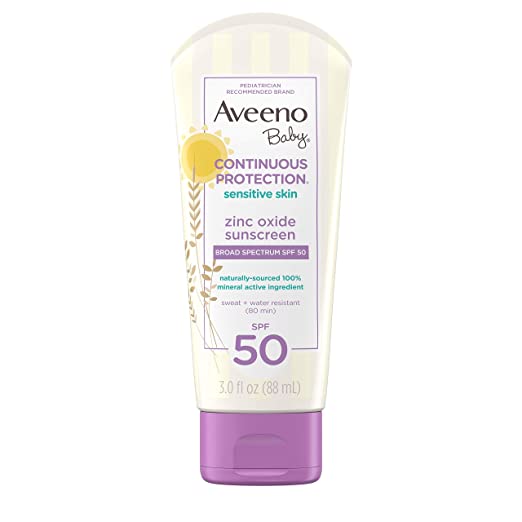 PEDIATRICIAN
RECOMMENDED BRAND
Aveeno
Baby®
CONTINUOUS
PROTECTION®
sensitive skin
zinc oxide
sunscreen
BROAD SPECTRUM SPF 50
naturally-sourced 100%
mineral active ingredient
sweat + water resistant
(80 min)
SPF
50
3.0 fl oz (88 mL)